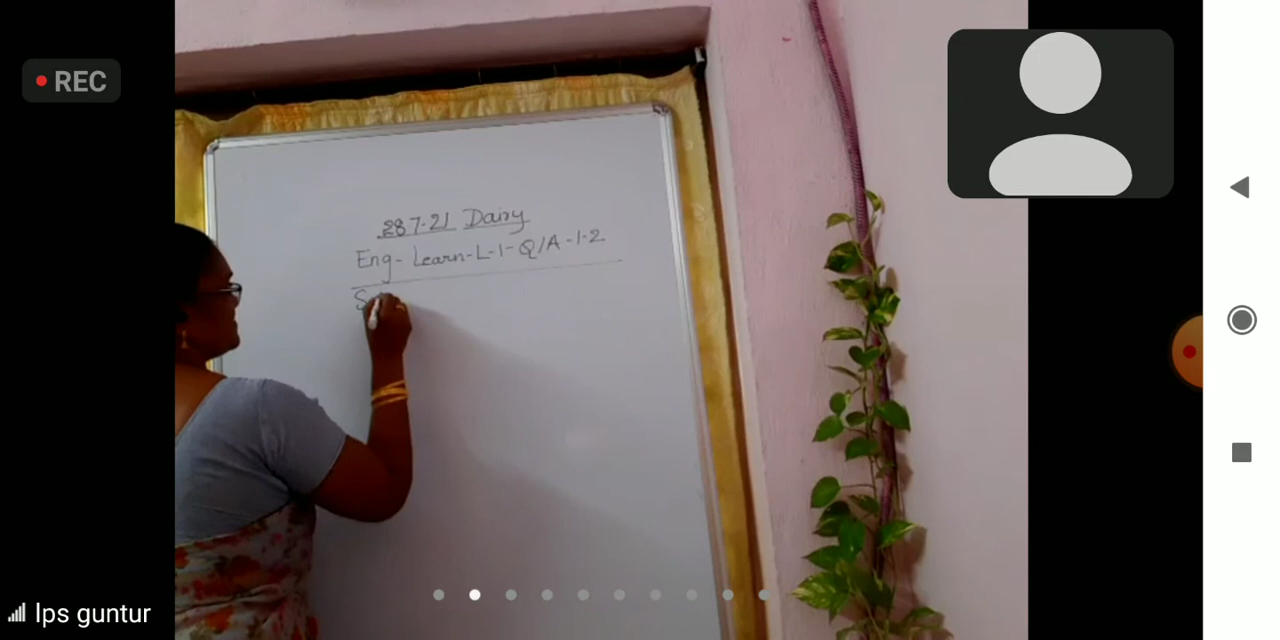 REC
28.7.21 Dairy
Eng- Learn-L-1-Q/A-1-2
S
lps guntur